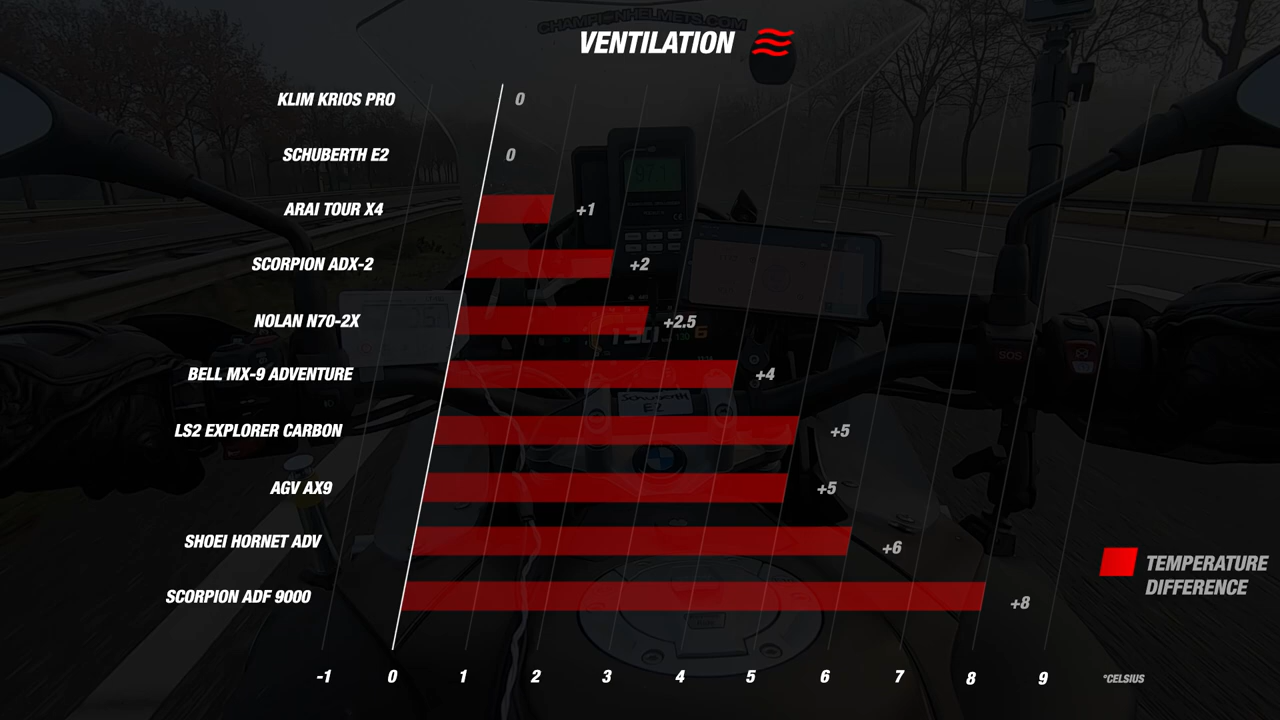 CHAMPIONHELMETS.COM
VENTILATION
KLIM KRIOS PRO 0
SCHUBERTH E2 0
ARAI TOUR X4 +1
SCORPION ADX-2 +2
NOLAN N70-2X +2.5
BELL MX-9 ADVENTURE +4
SCHUBERTH
E2
LS2 EXPLORER CARBON +5
AGV AX9 +5
SHOEI HORNET ADV +6
SCORPION ADF 9000 +8
SOS
TEMPERATURE
DIFFERENCE
-1 0 1 2 3 4 5 6 7 8 9 °CELSIUS